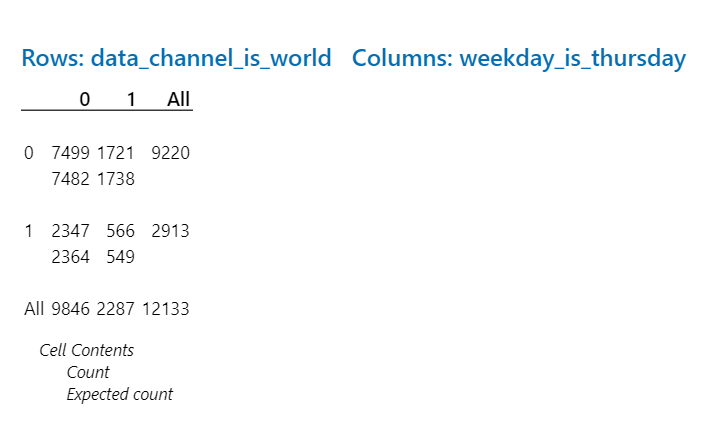 Rows: data_channel_is_world Columns: weekday_is_thursday
0 1 All
0 7499 1721 9220
7482 1738
1 2347 566 2913
2364 549
All 9846 2287 12133
Cell Contents
Count
Expected count